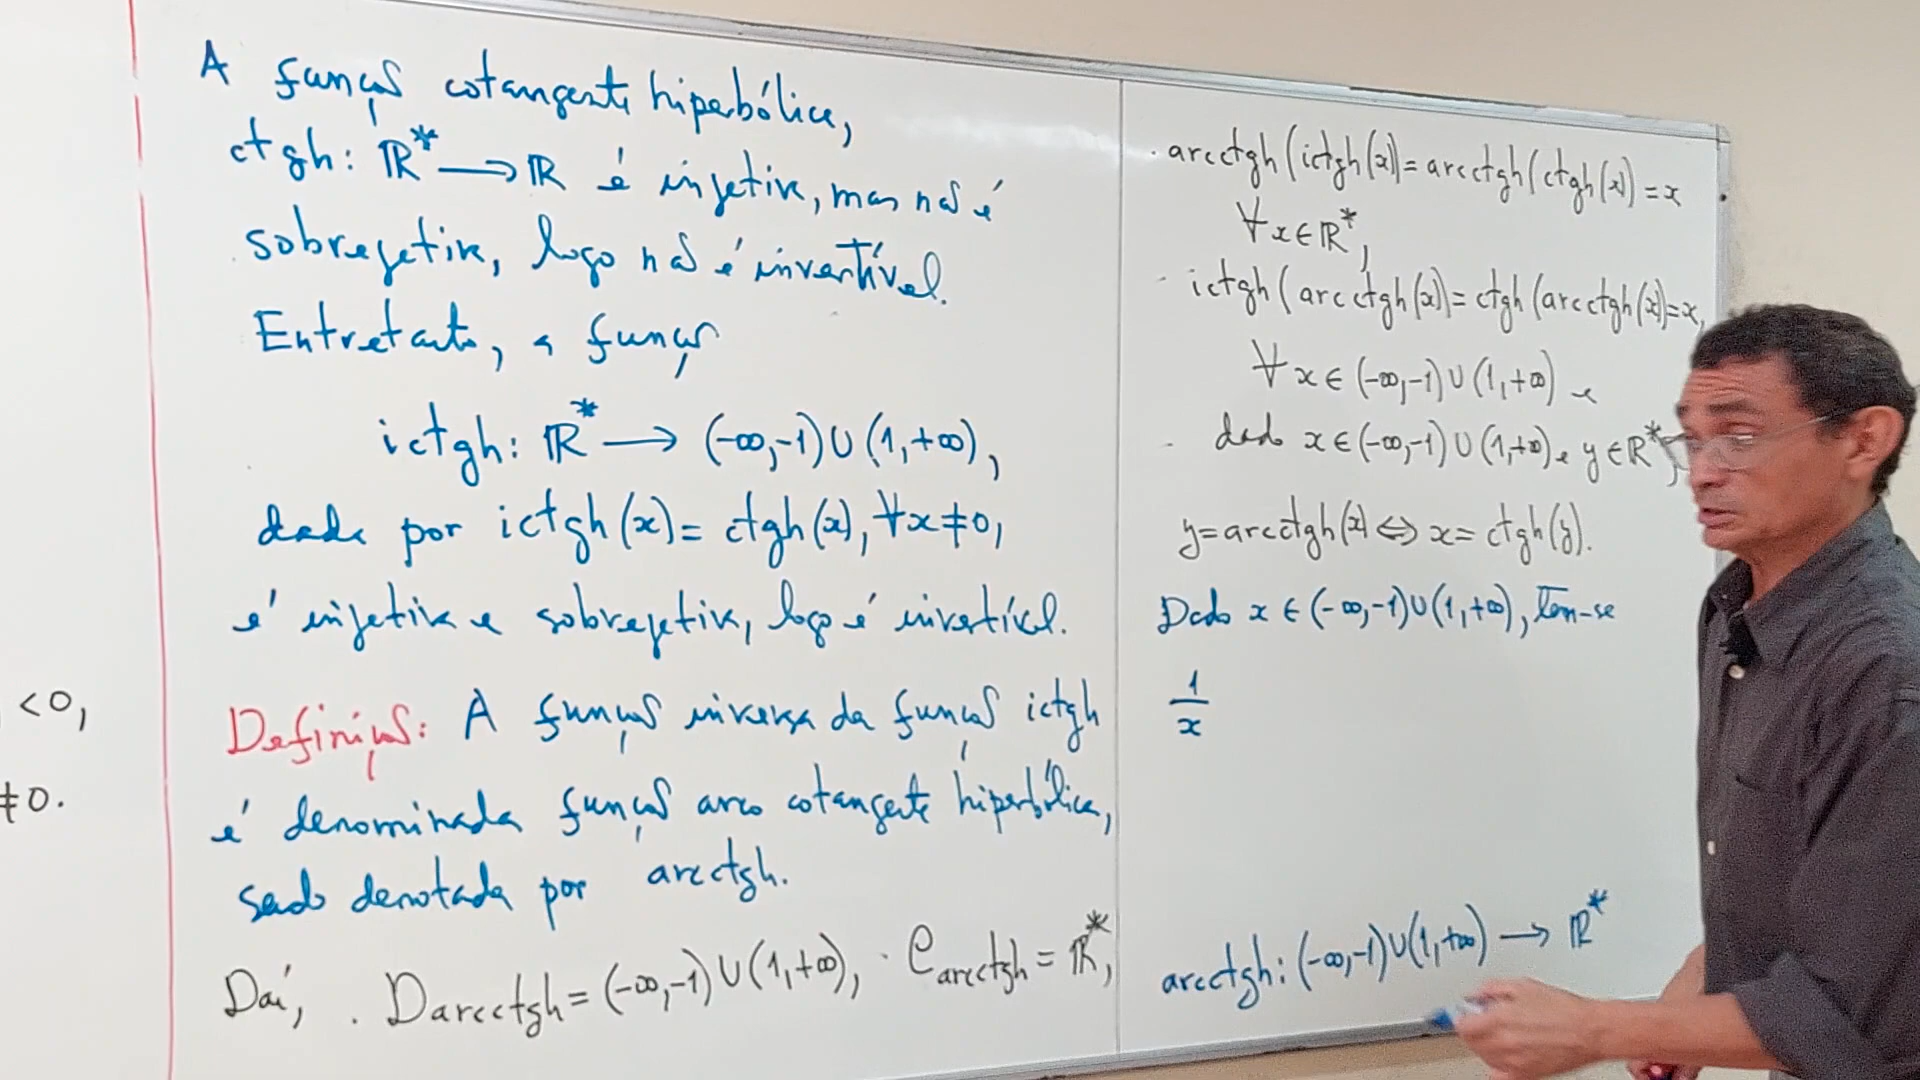 <0,
≠0.
A função cotangente hiperbólica,
ctgh: ℝ* → ℝ é injetiva, mas não é
sobrejetiva, logo não é invertível.
Entretanto, a função
ictgh: ℝ* → (-∞,-1)∪(1,+∞),
dada por ictgh(x)= ctgh(x), ∀x≠0,
é injetiva e sobrejetiva, logo é invertível.
Definição: A função inversa da função ictgh
é denominada função arco cotangente hiperbólica,
sendo denotada por arcctgh.
Daí, . Darcctgh = (-∞,-1)∪(1,+∞), · Carcctgh = ℝ*,
· arcctgh(ictgh(x))=arcctgh(ctgh(x))=x
∀x∈ℝ*,
· ictgh(arcctgh(x))=ctgh(arcctgh(x))=x,
∀x∈(-∞,-1)∪(1,+∞) e
· dado x∈(-∞,-1)∪(1,+∞) e y∈ℝ*,
y=arcctgh(x) ⇔ x=ctgh(y).
Dado x∈(-∞,-1)∪(1,+∞), tem-se
1/x
arcctgh: (-∞,-1)∪(1,+∞) → ℝ*